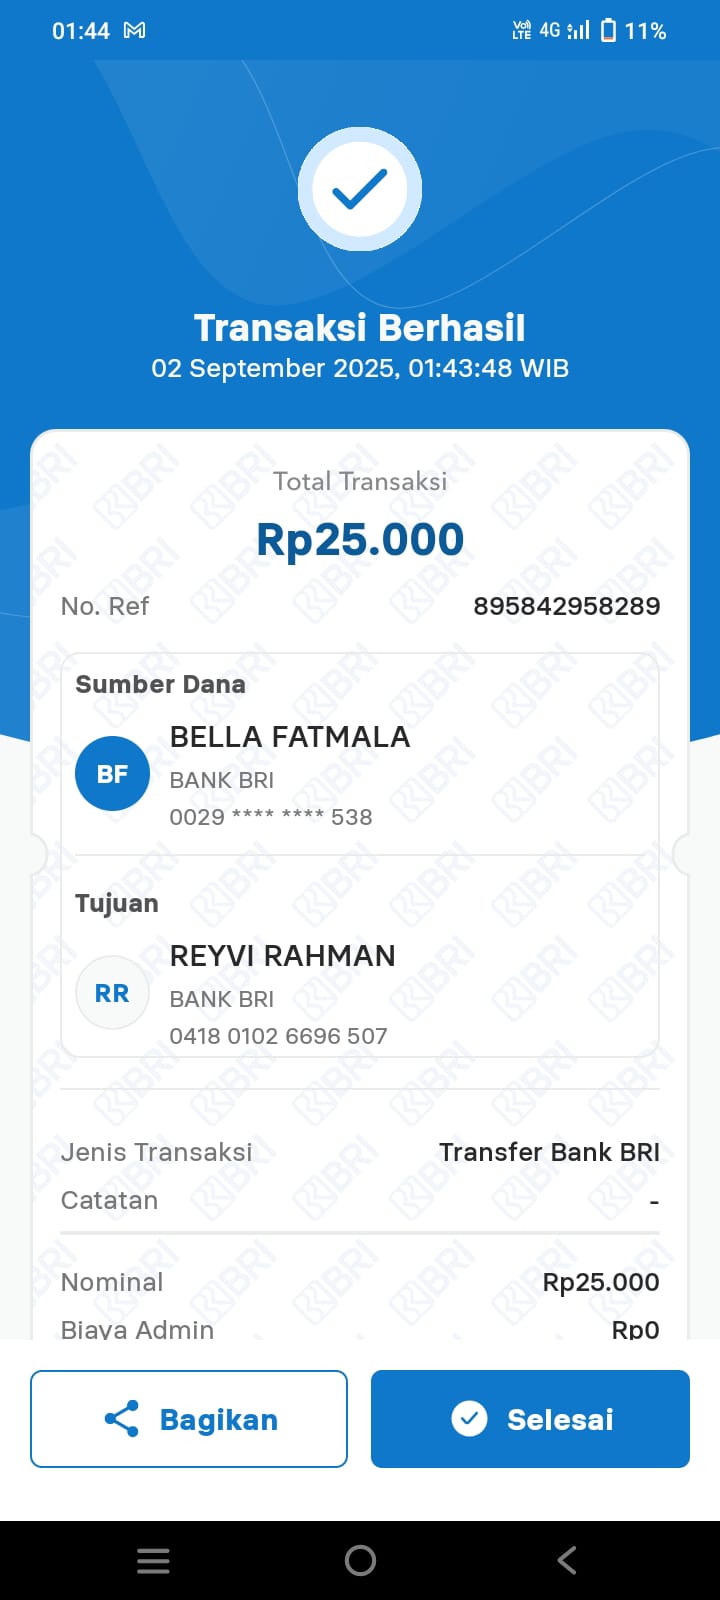 01:44
Vo) LTE 4G 11%
Transaksi Berhasil
02 September 2025, 01:43:48 WIB
Total Transaksi
Rp25.000
No. Ref 895842958289
Sumber Dana
BF
BELLA FATMALA
BANK BRI
0029 **** **** 538
Tujuan
RR
REYVI RAHMAN
BANK BRI
0418 0102 6696 507
Jenis Transaksi Transfer Bank BRI
Catatan -
Nominal Rp25.000
Biaya Admin Rp0
Bagikan
Selesai
BRI